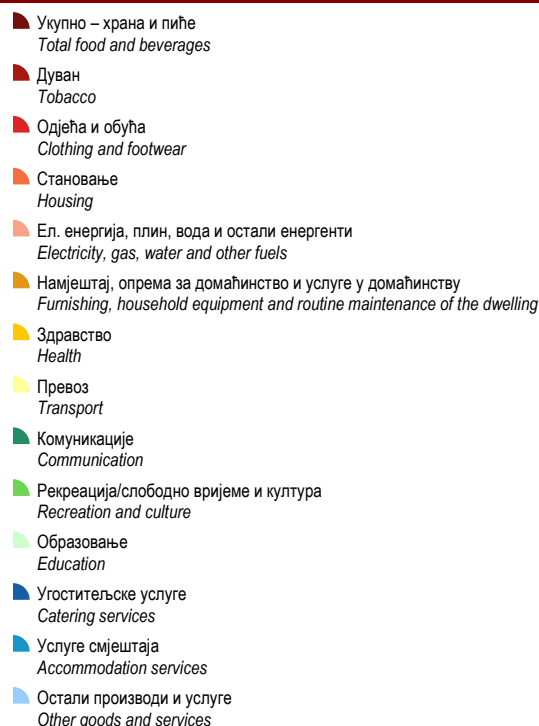 Укупно – храна и пиће
Total food and beverages
Дуван
Tobacco
Одјећа и обућа
Clothing and footwear
Становање
Housing
Ел. енергија, плин, вода и остали енергенти
Electricity, gas, water and other fuels
Намјештај, опрема за домаћинство и услуге у домаћинству
Furnishing, household equipment and routine maintenance of the dwelling
Здравство
Health
Превоз
Transport
Комуникације
Communication
Рекреација/слободно вријеме и култура
Recreation and culture
Образовање
Education
Угоститељске услуге
Catering services
Услуге смјештаја
Accommodation services
Остали производи и услуге
Other goods and services